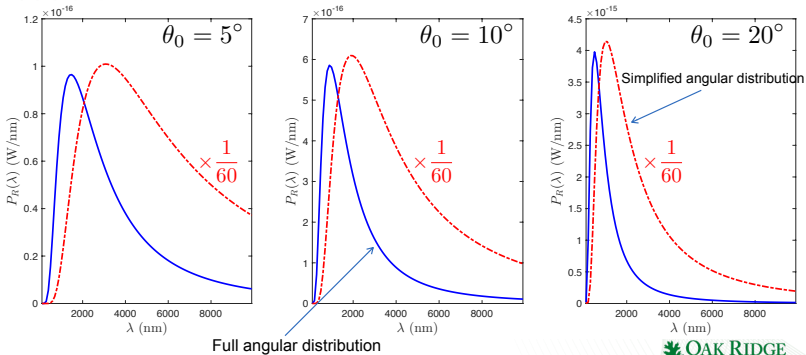 ×10⁻¹⁶
1.2
1
0.8
0.6
0.4
0.2
0
P_R(λ) (W/nm)
θ₀ = 5°
× 1/60
2000 4000 6000 8000
λ (nm)
×10⁻¹⁶
7
6
5
4
3
2
1
0
P_R(λ) (W/nm)
θ₀ = 10°
× 1/60
2000 4000 6000 8000
λ (nm)
Full angular distribution
×10⁻¹⁵
4.5
4
3.5
3
2.5
2
1.5
1
0.5
0
P_R(λ) (W/nm)
θ₀ = 20°
Simplified angular distribution
× 1/60
2000 4000 6000 8000
λ (nm)
OAK RIDGE